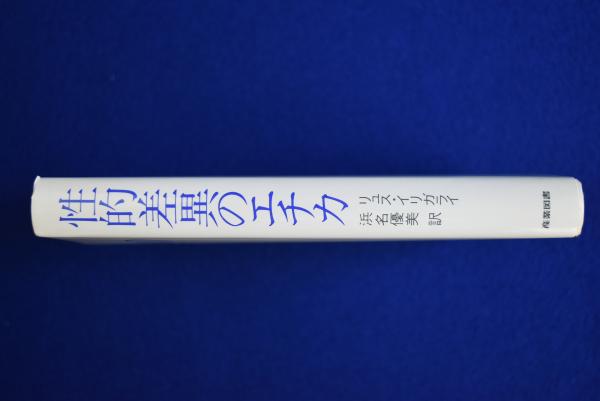 性的差異のエチカ
リュス・イリガライ
浜名優美 訳
産業図書